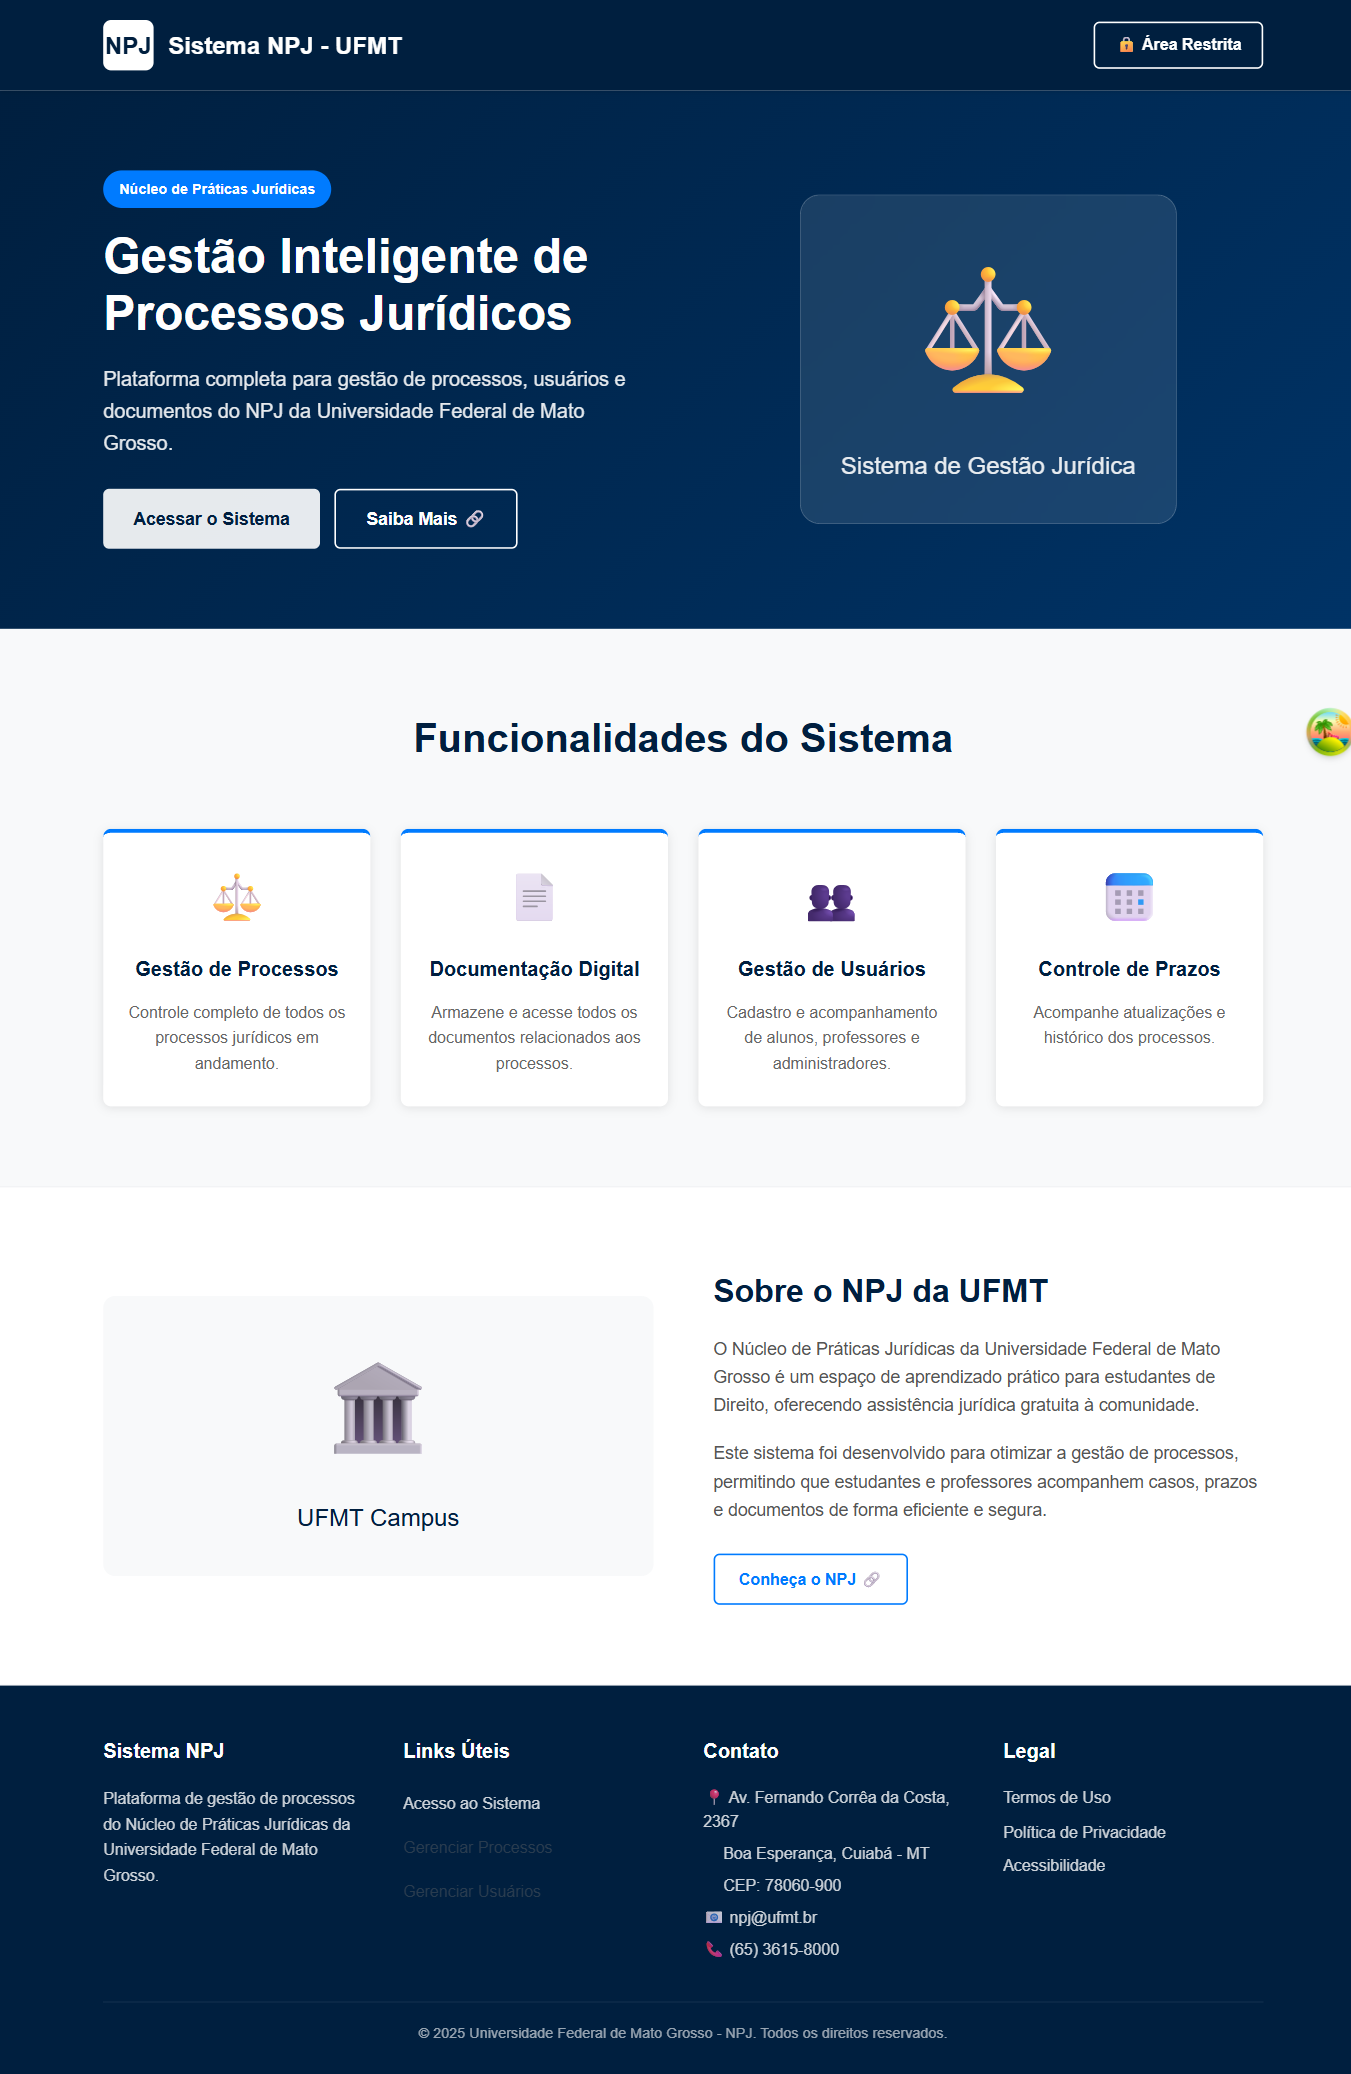 NPJ Sistema NPJ - UFMT
Área Restrita
Núcleo de Práticas Jurídicas
Gestão Inteligente de
Processos Jurídicos
Plataforma completa para gestão de processos, usuários e
documentos do NPJ da Universidade Federal de Mato
Grosso.
Acessar o Sistema
Saiba Mais
Sistema de Gestão Jurídica
Funcionalidades do Sistema
Gestão de Processos
Controle completo de todos os
processos jurídicos em
andamento.
Documentação Digital
Armazene e acesse todos os
documentos relacionados aos
processos.
Gestão de Usuários
Cadastro e acompanhamento
de alunos, professores e
administradores.
Controle de Prazos
Acompanhe atualizações e
histórico dos processos.
UFMT Campus
Sobre o NPJ da UFMT
O Núcleo de Práticas Jurídicas da Universidade Federal de Mato
Grosso é um espaço de aprendizado prático para estudantes de
Direito, oferecendo assistência jurídica gratuita à comunidade.
Este sistema foi desenvolvido para otimizar a gestão de processos,
permitindo que estudantes e professores acompanhem casos, prazos
e documentos de forma eficiente e segura.
Conheça o NPJ
Sistema NPJ
Plataforma de gestão de processos
do Núcleo de Práticas Jurídicas da
Universidade Federal de Mato
Grosso.
Links Úteis
Acesso ao Sistema
Gerenciar Processos
Gerenciar Usuários
Contato
Av. Fernando Corrêa da Costa,
2367
Boa Esperança, Cuiabá - MT
CEP: 78060-900
npj@ufmt.br
(65) 3615-8000
Legal
Termos de Uso
Política de Privacidade
Acessibilidade
© 2025 Universidade Federal de Mato Grosso - NPJ. Todos os direitos reservados.